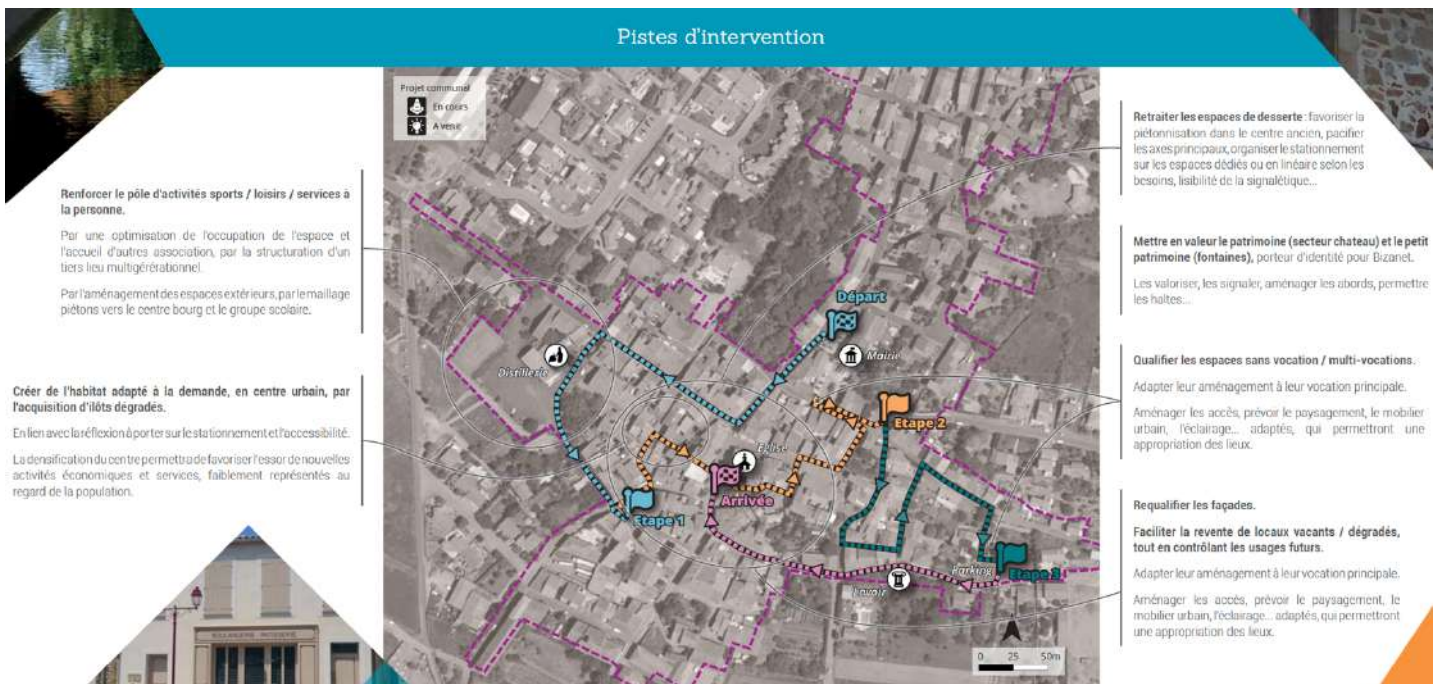 Pistes d'intervention
Projet communal
En cours
A venir
Renforcer le pôle d'activités sports / loisirs / services à
la personne.
Par une optimisation de l'occupation de l'espace et
l'accueil d'autres association, par la structuration d'un
tiers lieu multigérérationnel.
Par l'aménagement des espaces extérieurs, par le maillage
piétons vers le centre bourg et le groupe scolaire.
Créer de l'habitat adapté à la demande, en centre urbain, par
l'acquisition d'ilôts dégradés.
En lien avec la réflexion à porter sur le stationnement et l'accessibilité.
La densification du centre permettra de favoriser l'essor de nouvelles
activités économiques et services, faiblement représentés au
regard de la population.
BOULANGERIE - PATISSERIE
Départ
Mairie
Distillerie
Etape 2
Eglise
Arrivée
Etape 1
Parking
Etape 3
Lavoir
0 25 50m
Retraiter les espaces de desserte : favoriser la
piétonnisation dans le centre ancien, pacifier
les axes principaux, organiser le stationnement
sur les espaces dédiés ou en linéaire selon les
besoins, lisibilité de la signalétique...
Mettre en valeur le patrimoine (secteur chateau) et le petit
patrimoine (fontaines), porteur d'identité pour Bizanet.
Les valoriser, les signaler, aménager les abords, permettre
les haltes...
Qualifier les espaces sans vocation / multi-vocations.
Adapter leur aménagement à leur vocation principale.
Aménager les accès, prévoir le paysagement, le mobilier
urbain, l'éclairage... adaptés, qui permettront une
appropriation des lieux.
Requalifier les façades.
Faciliter la revente de locaux vacants / dégradés,
tout en contrôlant les usages futurs.
Adapter leur aménagement à leur vocation principale.
Aménager les accès, prévoir le paysagement, le
mobilier urbain, l'éclairage... adaptés, qui permettront
une appropriation des lieux.